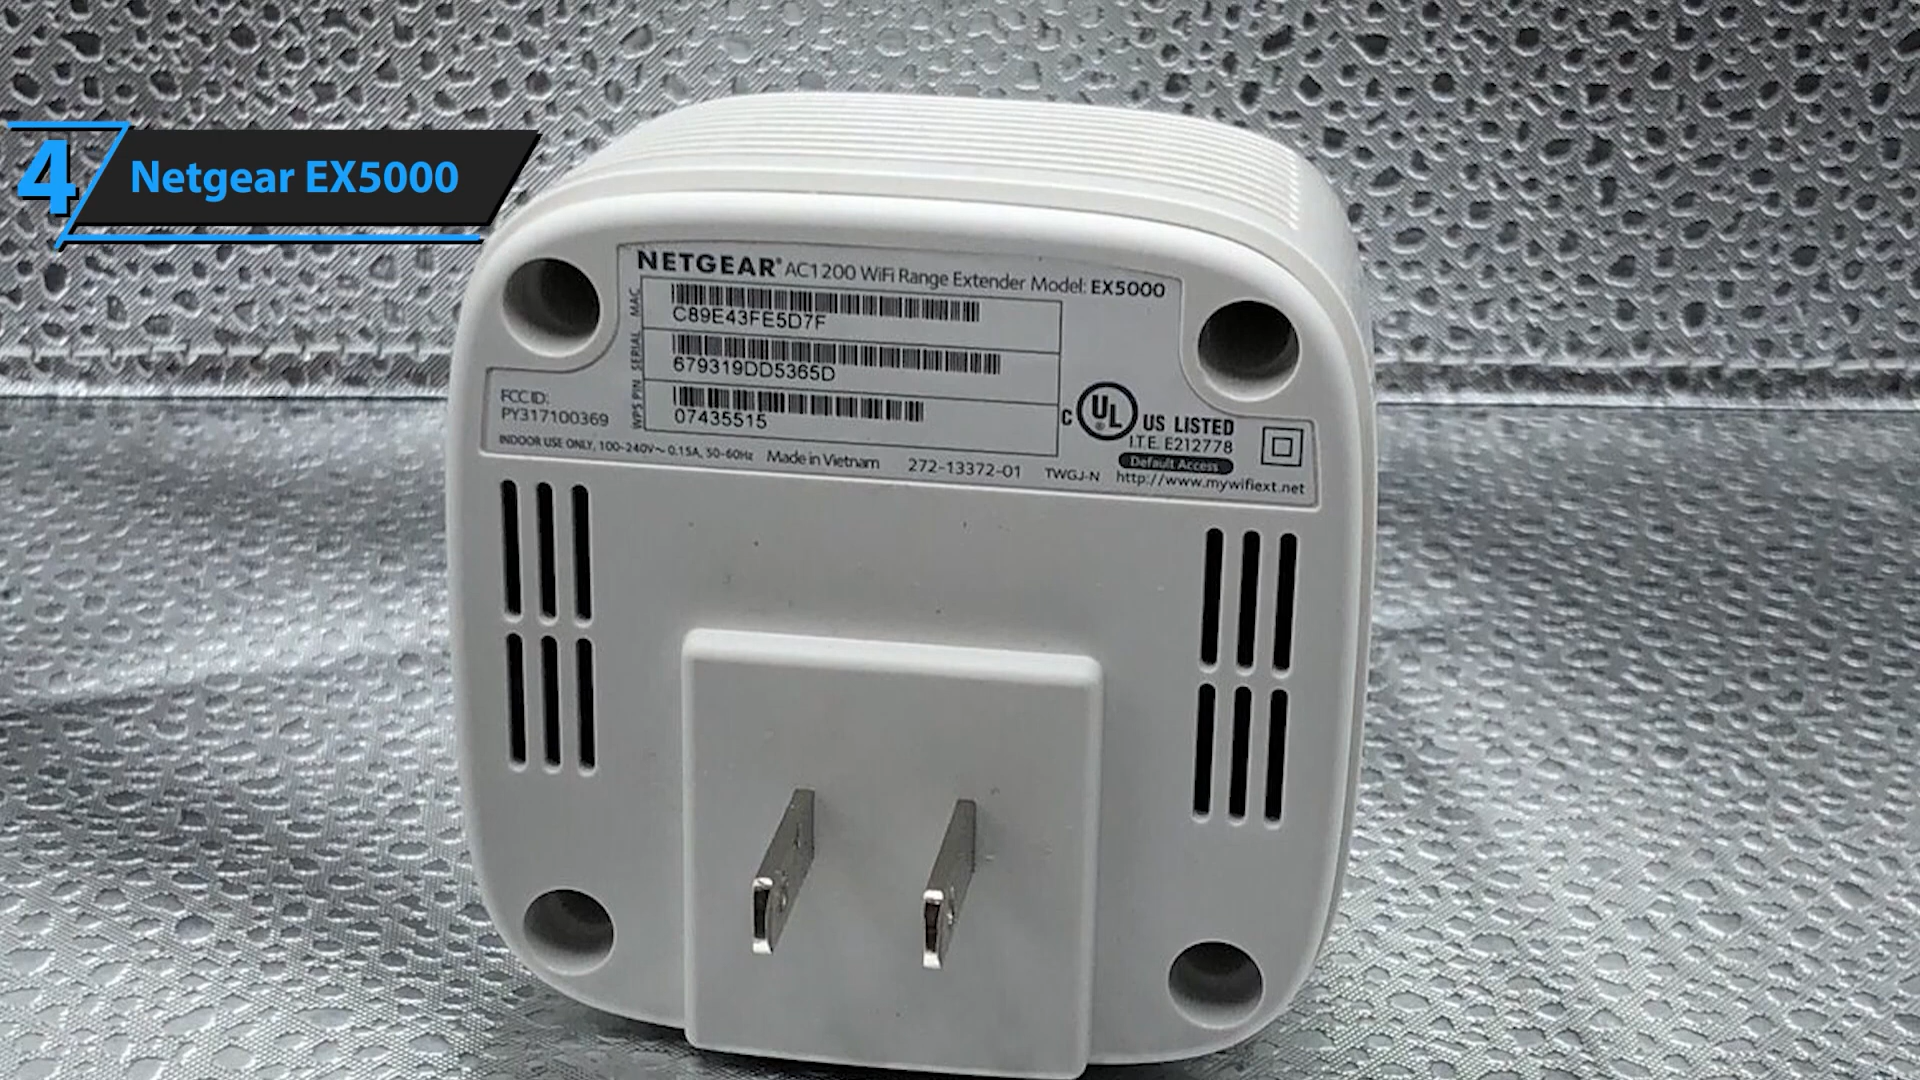 4
Netgear EX5000
NETGEAR® AC1200 WiFi Range Extender Model: EX5000
MAC
C89E43FE5D7F
SERIAL
679319DD5365D
WPS PIN
07435515
FCC ID:
PY317100369
C UL ® US LISTED
I.T.E. E212778
Default Access
INDOOR USE ONLY, 100-240V~ 0.15A, 50-60Hz Made in Vietnam 272-13372-01 TWGJ-N http://www.mywifiext.net